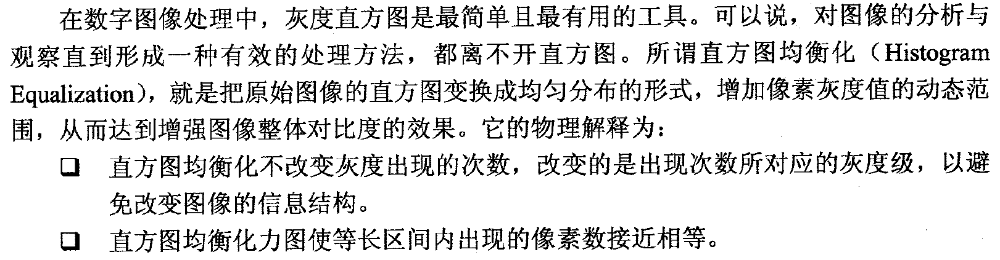 在数字图像处理中，灰度直方图是最简单且最有用的工具。可以说，对图像的分析与
观察直到形成一种有效的处理方法，都离不开直方图。所谓直方图均衡化（Histogram
Equalization），就是把原始图像的直方图变换成均匀分布的形式，增加像素灰度值的动态范
围，从而达到增强图像整体对比度的效果。它的物理解释为：
❑ 直方图均衡化不改变灰度出现的次数，改变的是出现次数所对应的灰度级，以避
免改变图像的信息结构。
❑ 直方图均衡化力图使等长区间内出现的像素数接近相等。